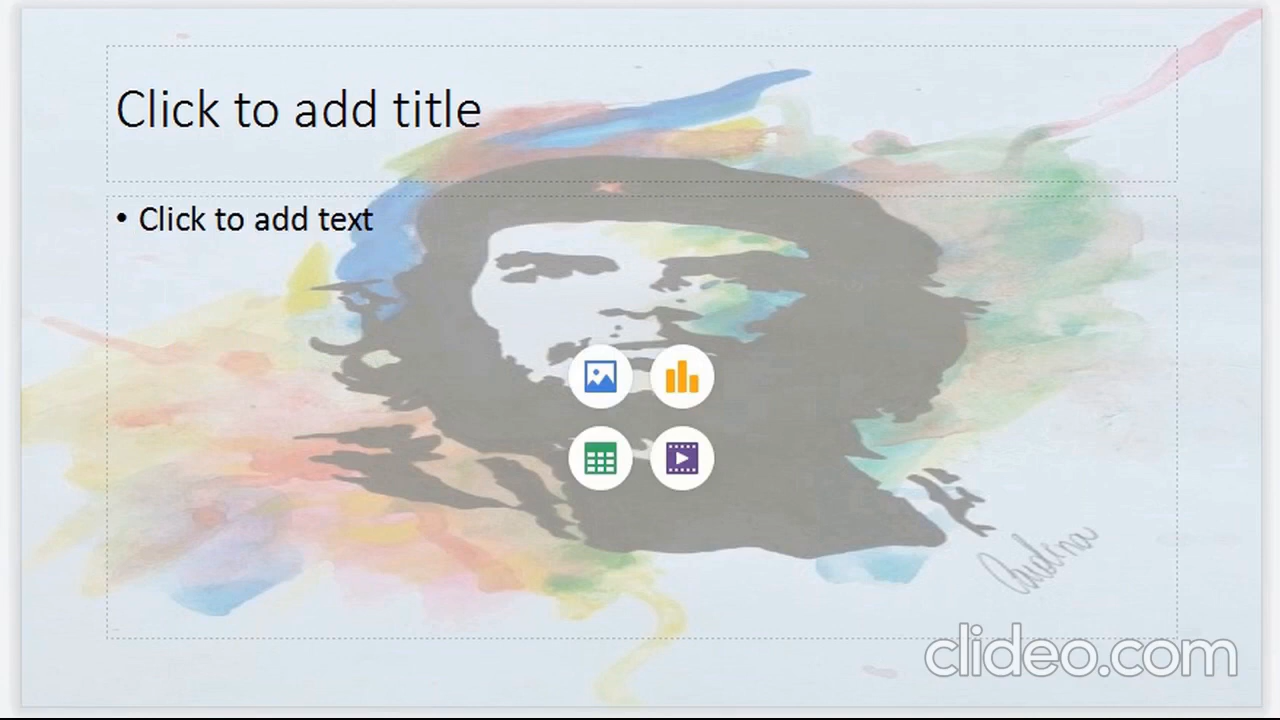 Click to add title
• Click to add text
clideo.com